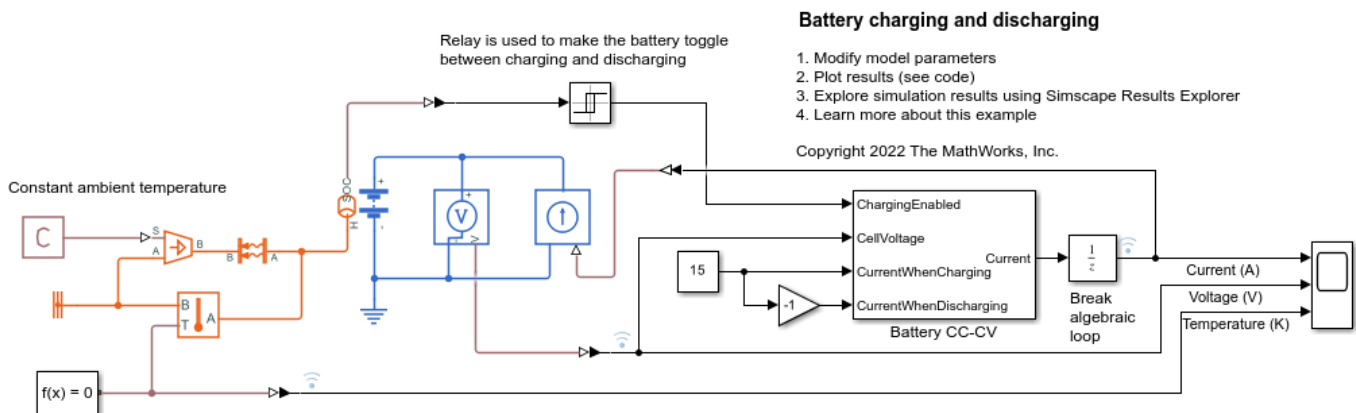 Battery charging and discharging
Relay is used to make the battery toggle
between charging and discharging
1. Modify model parameters
2. Plot results (see code)
3. Explore simulation results using Simscape Results Explorer
4. Learn more about this example
Copyright 2022 The MathWorks, Inc.
Constant ambient temperature
SOC
H
+
-
+
-
V
V
C
S
A
B
B
A
B
T
A
ChargingEnabled
CellVoltage
CurrentWhenCharging
CurrentWhenDischarging
Current
Battery CC-CV
15
-1
1
z
Break
algebraic
loop
Current (A)
Voltage (V)
Temperature (K)
f(x) = 0